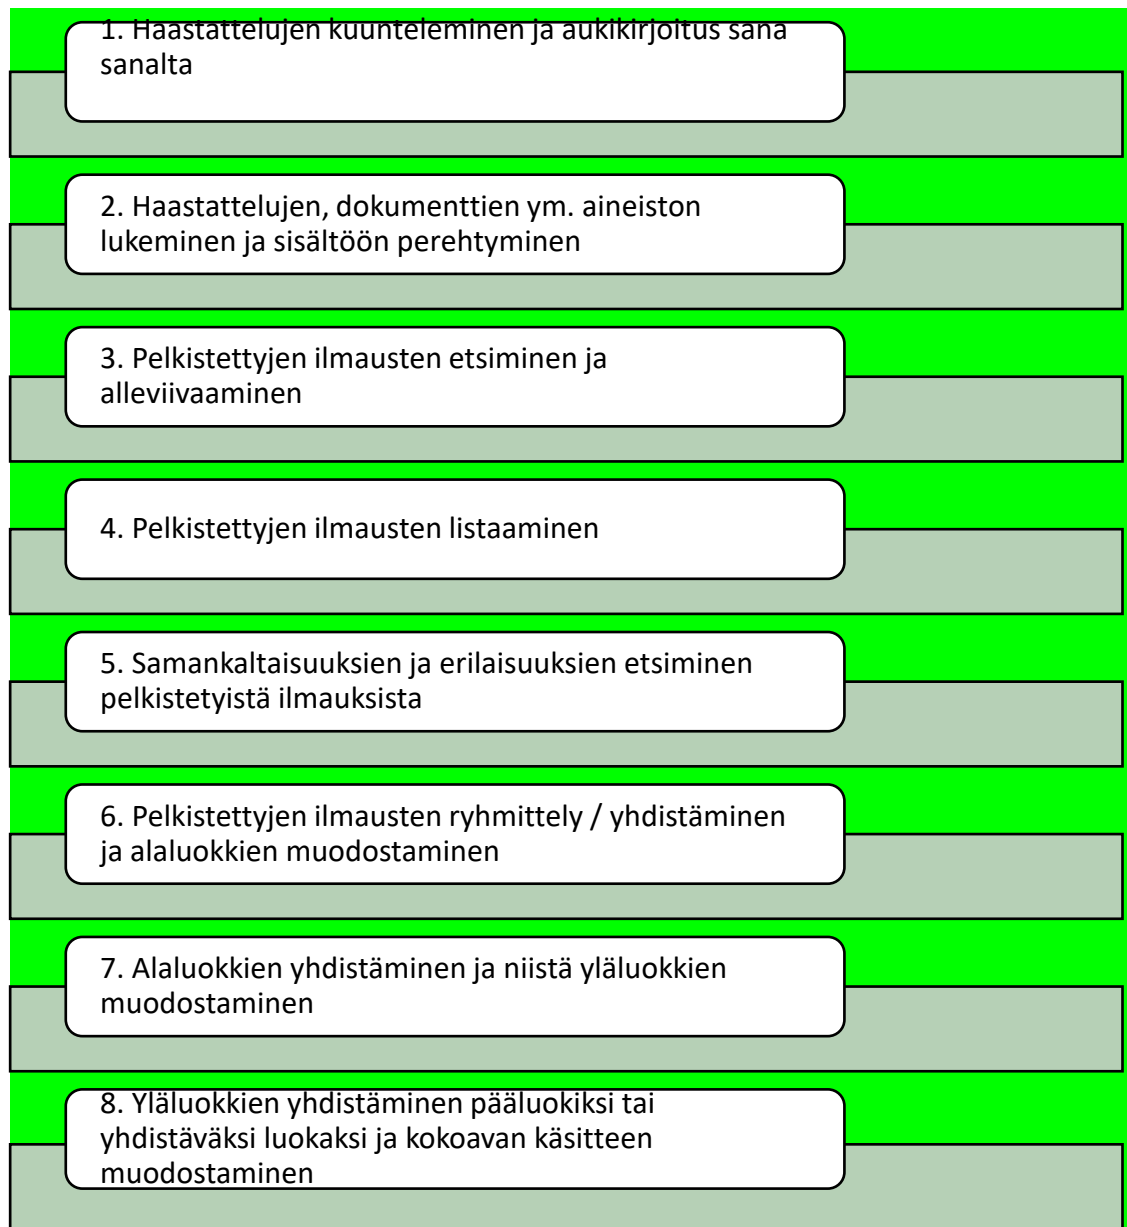 1. Haastattelujen kuunteleminen ja aukikirjoitus sana
sanalta
2. Haastattelujen, dokumenttien ym. aineiston
lukeminen ja sisältöön perehtyminen
3. Pelkistettyjen ilmausten etsiminen ja
alleviivaaminen
4. Pelkistettyjen ilmausten listaaminen
5. Samankaltaisuuksien ja erilaisuuksien etsiminen
pelkistetyistä ilmauksista
6. Pelkistettyjen ilmausten ryhmittely / yhdistäminen
ja alaluokkien muodostaminen
7. Alaluokkien yhdistäminen ja niistä yläluokkien
muodostaminen
8. Yläluokkien yhdistäminen pääluokiksi tai
yhdistäväksi luokaksi ja kokoavan käsitteen
muodostaminen